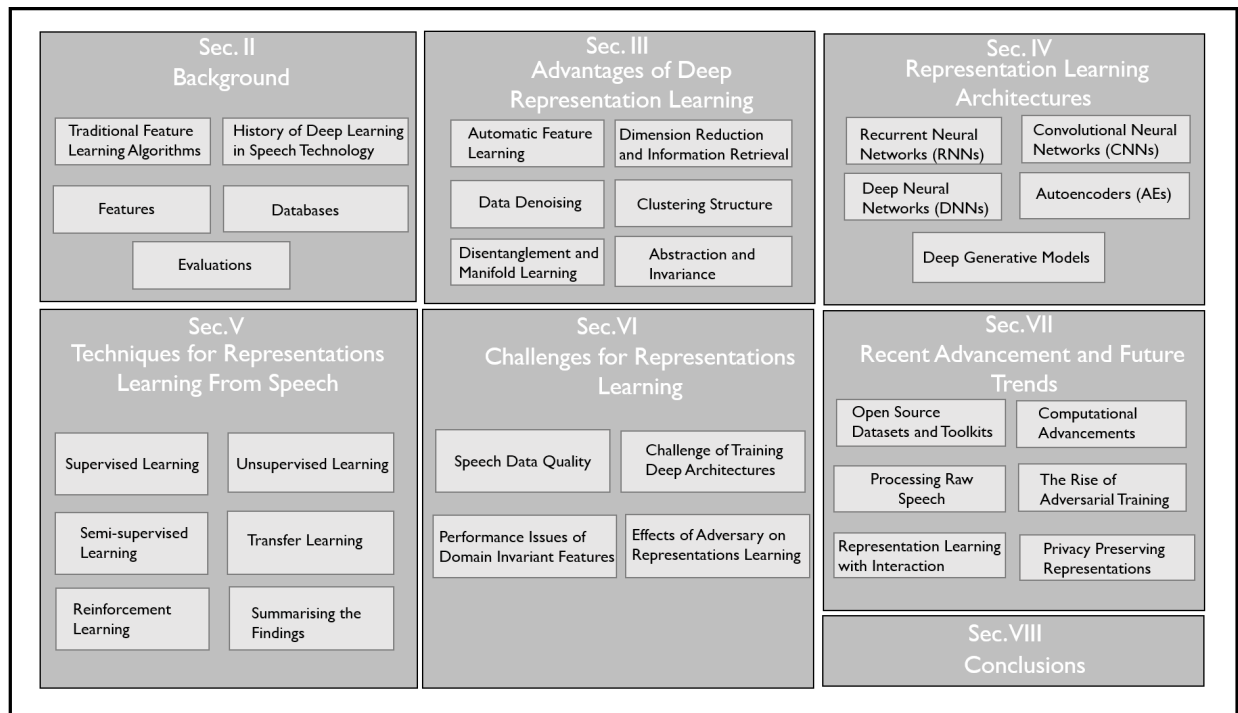 Sec. II
Background
Traditional Feature
Learning Algorithms
History of Deep Learning
in Speech Technology
Features
Databases
Evaluations
Sec. III
Advantages of Deep
Representation Learning
Automatic Feature
Learning
Dimension Reduction
and Information Retrieval
Data Denoising
Clustering Structure
Disentanglement and
Manifold Learning
Abstraction and
Invariance
Sec. IV
Representation Learning
Architectures
Recurrent Neural
Networks (RNNs)
Convolutional Neural
Networks (CNNs)
Deep Neural
Networks (DNNs)
Autoencoders (AEs)
Deep Generative Models
Sec. V
Techniques for Representations
Learning From Speech
Supervised Learning
Unsupervised Learning
Semi-supervised
Learning
Transfer Learning
Reinforcement
Learning
Summarising the
Findings
Sec. VI
Challenges for Representations
Learning
Speech Data Quality
Challenge of Training
Deep Architectures
Performance Issues of
Domain Invariant Features
Effects of Adversary on
Representations Learning
Sec. VII
Recent Advancement and Future
Trends
Open Source
Datasets and Toolkits
Computational
Advancements
Processing Raw
Speech
The Rise of
Adversarial Training
Representation Learning
with Interaction
Privacy Preserving
Representations
Sec. VIII
Conclusions